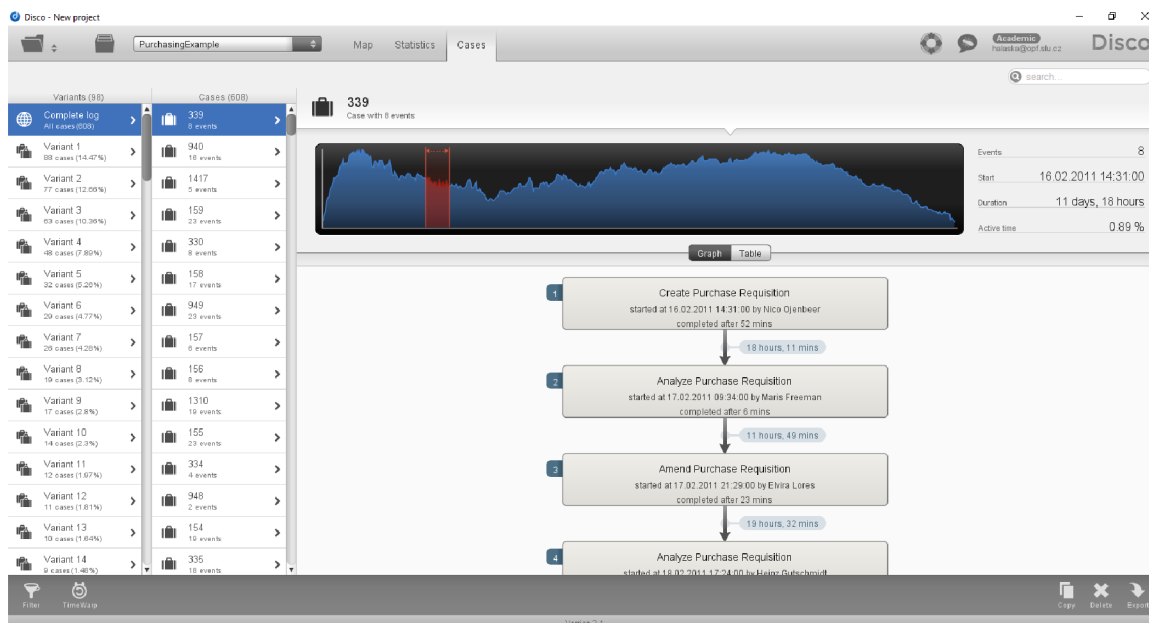 Disco - New project
PurchasingExample
Map Statistics Cases
Academic
Disco
halaska@opf.slu.cz
search...
Variants (98)
Cases (608)
Complete log
All cases (608)
Variant 1
88 cases (14.47%)
Variant 2
77 cases (12.66%)
Variant 3
63 cases (10.36%)
Variant 4
48 cases (7.89%)
Variant 5
32 cases (5.26%)
Variant 6
29 cases (4.77%)
Variant 7
26 cases (4.28%)
Variant 8
19 cases (3.12%)
Variant 9
17 cases (2.8%)
Variant 10
14 cases (2.3%)
Variant 11
12 cases (1.97%)
Variant 12
11 cases (1.81%)
Variant 13
10 cases (1.64%)
Variant 14
9 cases (1.48%)
339
8 events
940
16 events
1417
5 events
159
23 events
330
8 events
158
17 events
949
23 events
157
6 events
156
8 events
1310
19 events
155
23 events
334
4 events
948
2 events
154
19 events
335
18 events
339
Case with 8 events
Events 8
Start 16.02.2011 14:31:00
Duration 11 days, 18 hours
Active time 0.89 %
Graph Table
1
Create Purchase Requisition
started at 16.02.2011 14:31:00 by Nico Ojenbeer
completed after 52 mins
18 hours, 11 mins
2
Analyze Purchase Requisition
started at 17.02.2011 09:34:00 by Maris Freeman
completed after 6 mins
11 hours, 49 mins
3
Amend Purchase Requisition
started at 17.02.2011 21:29:00 by Elvira Lores
completed after 23 mins
19 hours, 32 mins
4
Analyze Purchase Requisition
started at 18.02.2011 17:24:00 by Heinz Gutschmidt
Filter TimeWarp
Copy Delete Export